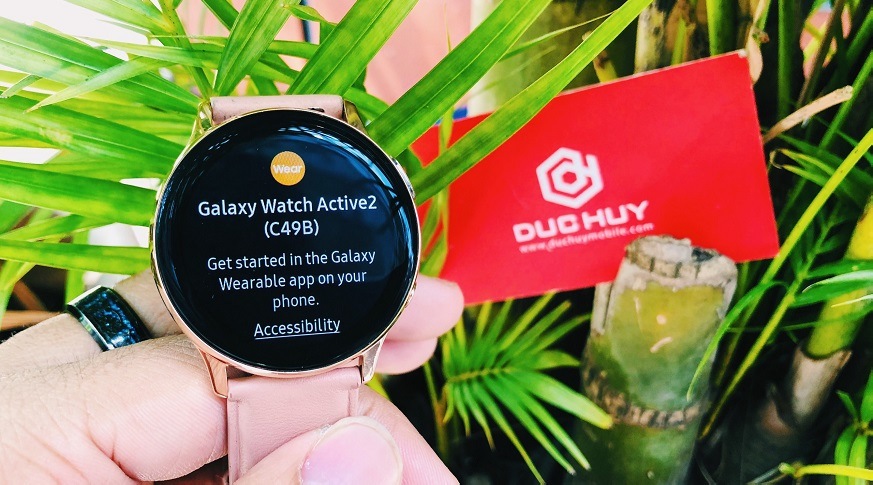 Wear
Galaxy Watch Active2
(C49B)
Get started in the Galaxy
Wearable app on your
phone.
Accessibility
DUC HUY
www.duchuymobile.com